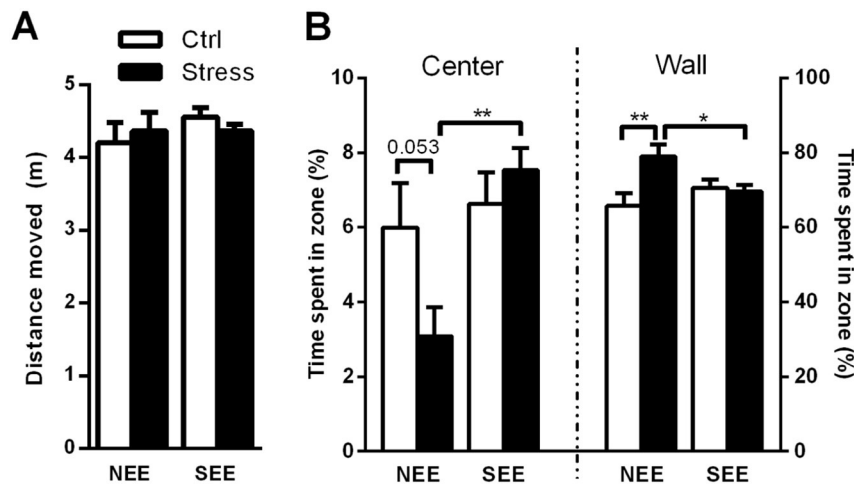 A
Ctrl
Stress
Distance moved (m)
5
4
3
2
1
0
NEE SEE
B
Center Wall
Time spent in zone (%)
10
8
6
4
2
0
0.053
**
**
*
NEE SEE NEE SEE
100
80
60
40
20
0
Time spent in zone (%)